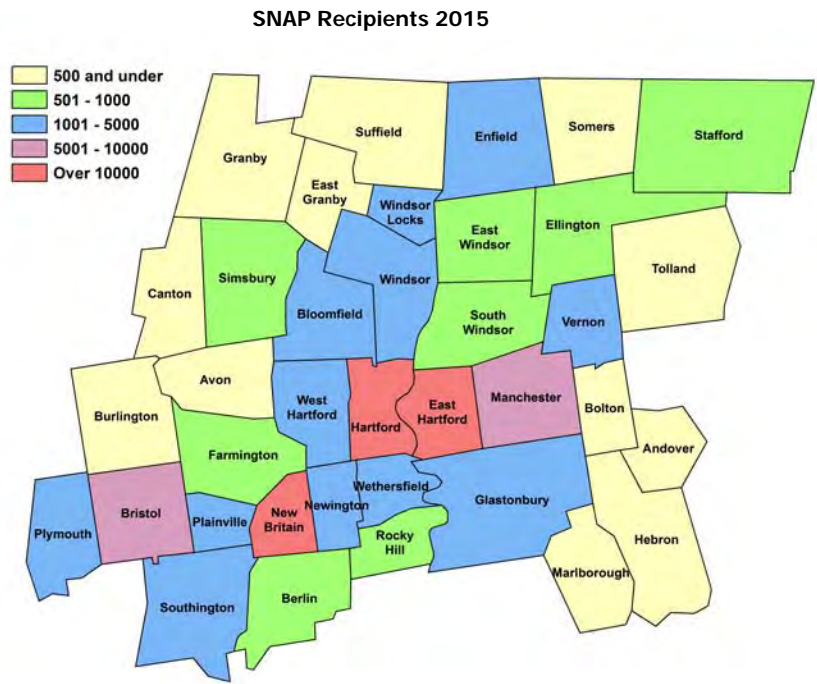 SNAP Recipients 2015
500 and under
501 - 1000
1001 - 5000
5001 - 10000
Over 10000
Suffield
Enfield
Somers
Stafford
Granby
East
Granby
Windsor
Locks
East
Windsor
Ellington
Tolland
Canton
Simsbury
Bloomfield
Windsor
South
Windsor
Vernon
Avon
Burlington
West
Hartford
Hartford
East
Hartford
Manchester
Bolton
Andover
Farmington
Plymouth
Bristol
Plainville
New
Britain
Newington
Wethersfield
Glastonbury
Rocky
Hill
Hebron
Marlborough
Southington
Berlin